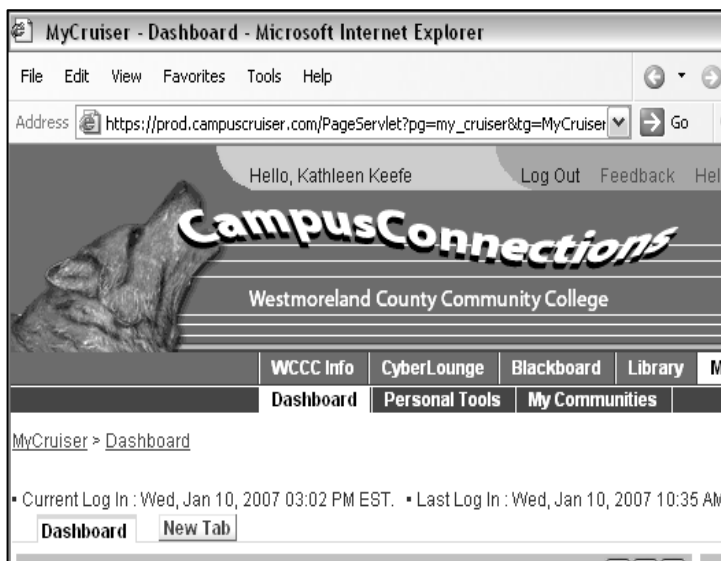 MyCruiser - Dashboard - Microsoft Internet Explorer
File Edit View Favorites Tools Help
Address https://prod.campuscruiser.com/PageServlet?pg=my_cruiser&tg=MyCruiser Go
Hello, Kathleen Keefe Log Out Feedback Hel
CampusConnections
Westmoreland County Community College
WCCC Info CyberLounge Blackboard Library M
Dashboard Personal Tools My Communities
MyCruiser > Dashboard
▪ Current Log In : Wed, Jan 10, 2007 03:02 PM EST. ▪ Last Log In : Wed, Jan 10, 2007 10:35 AM
Dashboard New Tab